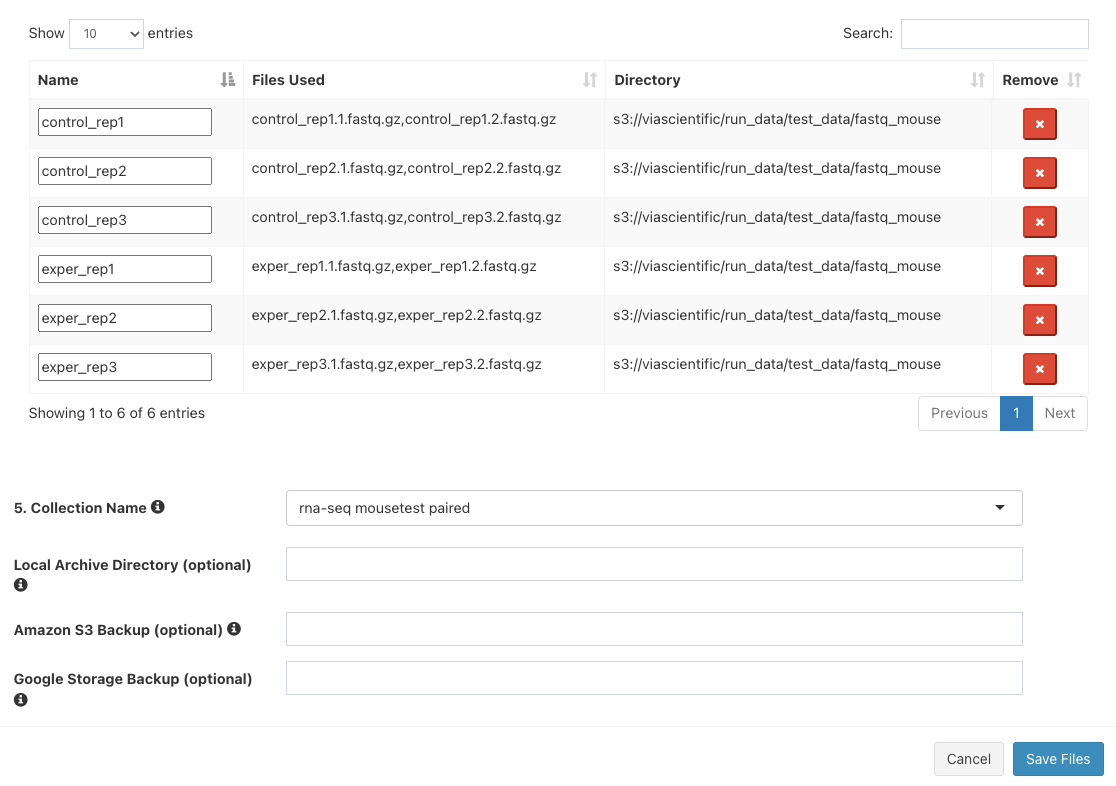 Show 10 entries Search:
Name Files Used Directory Remove
control_rep1 control_rep1.1.fastq.gz,control_rep1.2.fastq.gz s3://viascientific/run_data/test_data/fastq_mouse
control_rep2 control_rep2.1.fastq.gz,control_rep2.2.fastq.gz s3://viascientific/run_data/test_data/fastq_mouse
control_rep3 control_rep3.1.fastq.gz,control_rep3.2.fastq.gz s3://viascientific/run_data/test_data/fastq_mouse
exper_rep1 exper_rep1.1.fastq.gz,exper_rep1.2.fastq.gz s3://viascientific/run_data/test_data/fastq_mouse
exper_rep2 exper_rep2.1.fastq.gz,exper_rep2.2.fastq.gz s3://viascientific/run_data/test_data/fastq_mouse
exper_rep3 exper_rep3.1.fastq.gz,exper_rep3.2.fastq.gz s3://viascientific/run_data/test_data/fastq_mouse
Showing 1 to 6 of 6 entries Previous 1 Next
5. Collection Name rna-seq mousetest paired
Local Archive Directory (optional)
Amazon S3 Backup (optional)
Google Storage Backup (optional)
Cancel Save Files